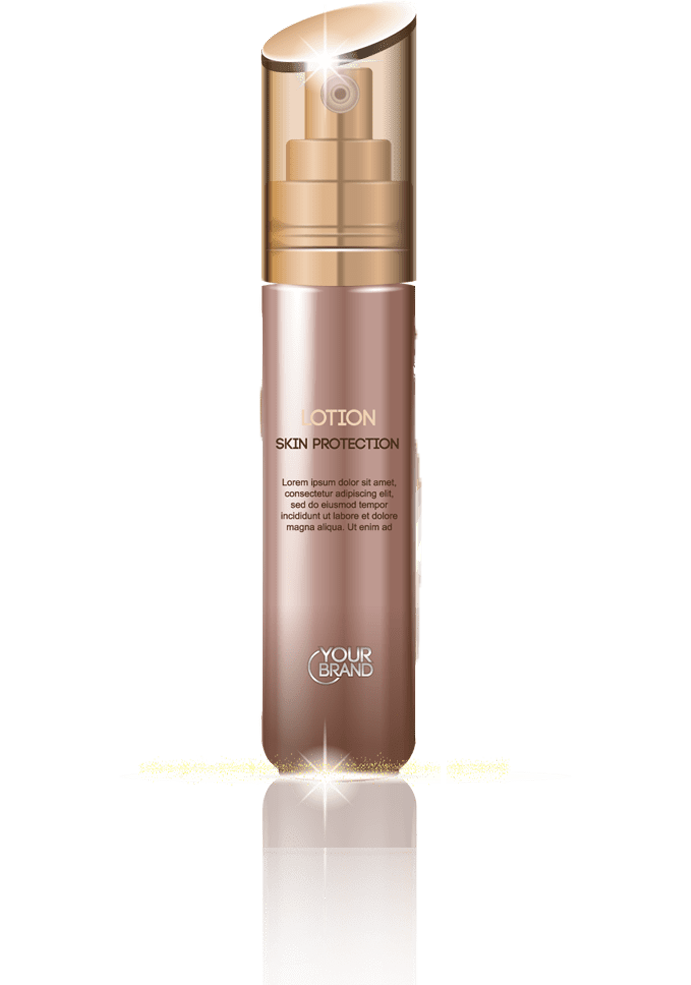 LOTION
SKIN PROTECTION
Lorem ipsum dolor sit amet,
consectetur adipiscing elit,
sed do eiusmod tempor
incididunt ut labore et dolore
magna aliqua. Ut enim ad
YOUR
BRAND